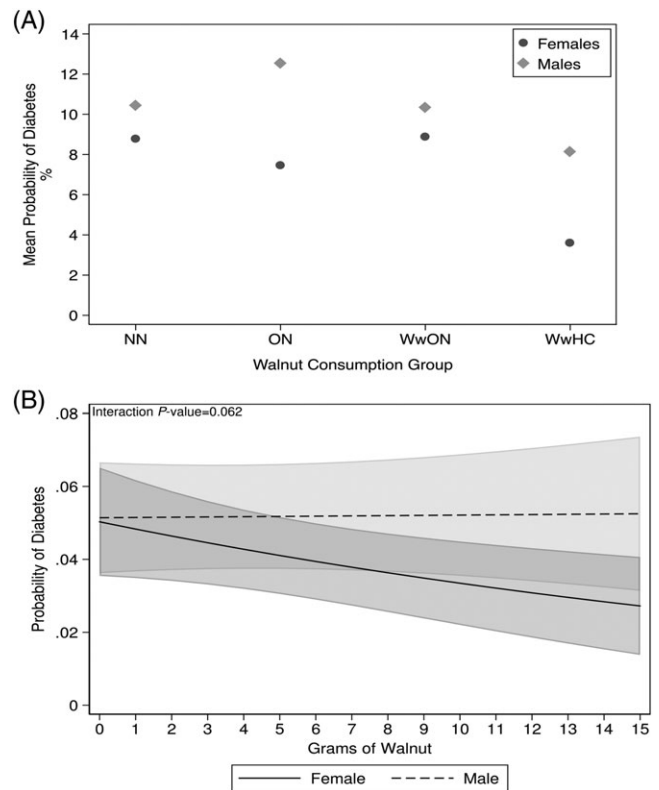 (A)
14
12
10
8
6
4
2
0
Mean Probability of Diabetes
%
Females
Males
NN ON WwON WwHC
Walnut Consumption Group
(B)
Interaction P-value=0.062
.08
.06
.04
.02
0
Probability of Diabetes
0 1 2 3 4 5 6 7 8 9 10 11 12 13 14 15
Grams of Walnut
Female Male